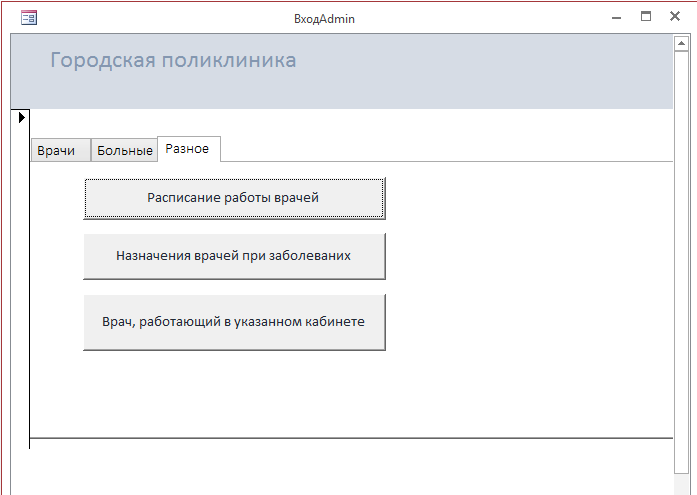 ВходAdmin
Городская поликлиника
Врачи
Больные
Разное
Расписание работы врачей
Назначения врачей при заболеваних
Врач, работающий в указанном кабинете